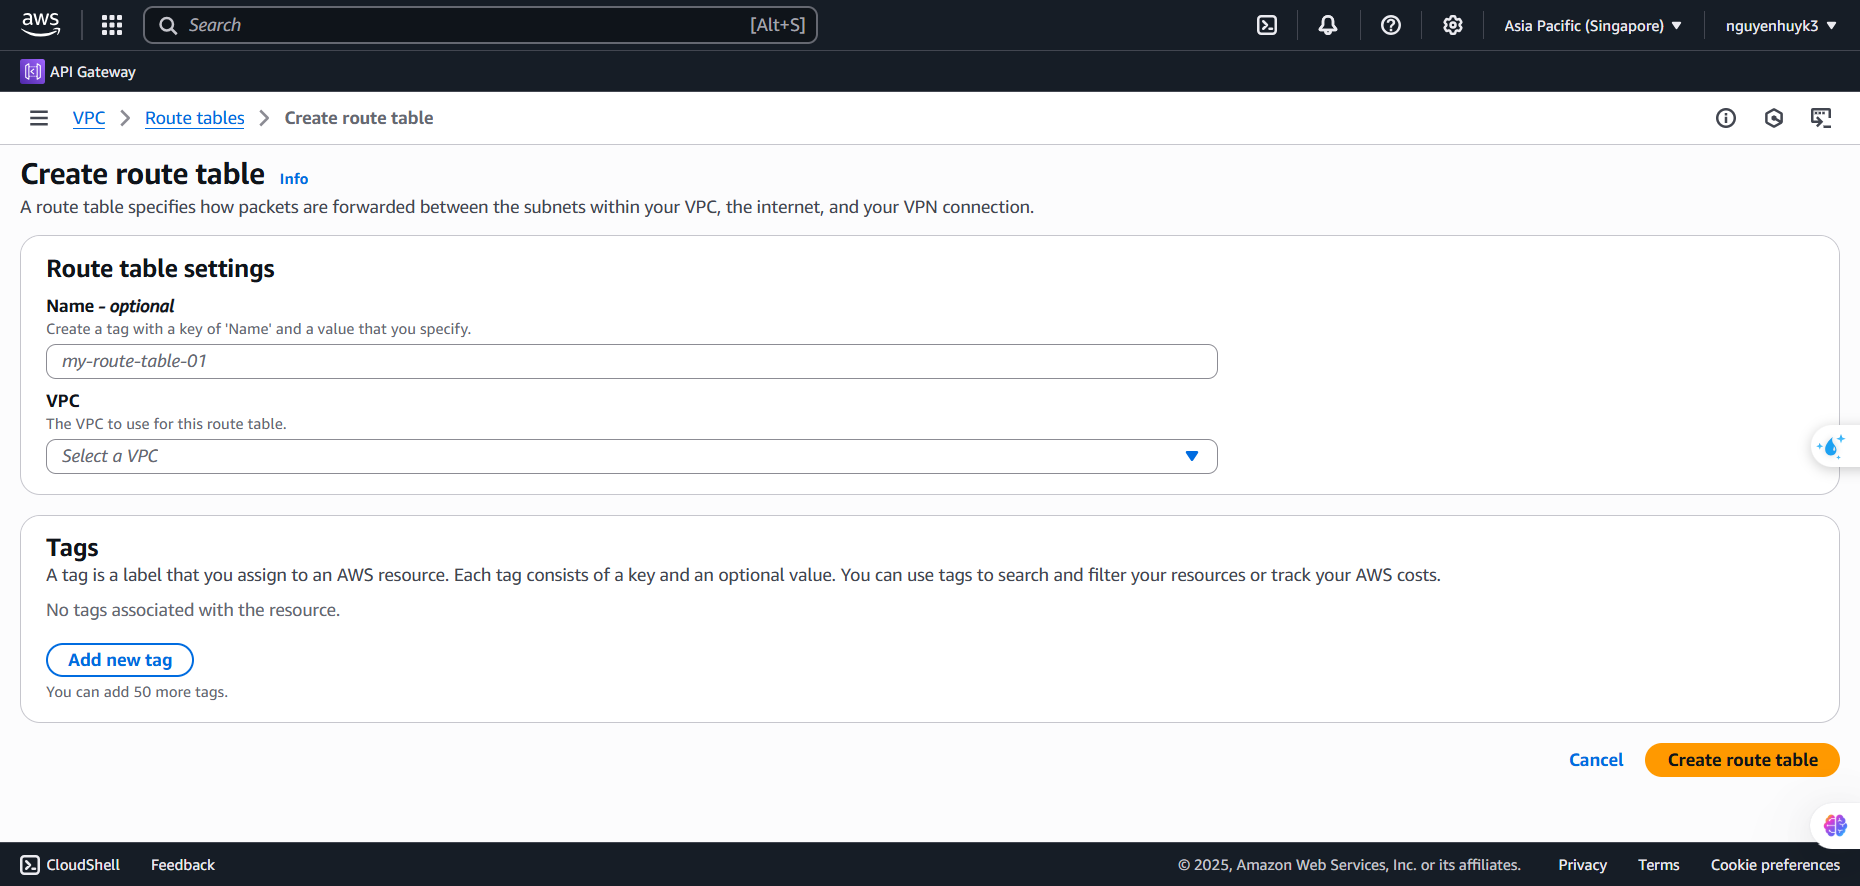 aws
Search [Alt+S]
Asia Pacific (Singapore)
nguyenhuyk3
API Gateway
VPC
Route tables
Create route table
Create route table Info
A route table specifies how packets are forwarded between the subnets within your VPC, the internet, and your VPN connection.
Route table settings
Name - optional
Create a tag with a key of 'Name' and a value that you specify.
my-route-table-01
VPC
The VPC to use for this route table.
Select a VPC
Tags
A tag is a label that you assign to an AWS resource. Each tag consists of a key and an optional value. You can use tags to search and filter your resources or track your AWS costs.
No tags associated with the resource.
Add new tag
You can add 50 more tags.
Cancel
Create route table
CloudShell
Feedback
© 2025, Amazon Web Services, Inc. or its affiliates.
Privacy
Terms
Cookie preferences